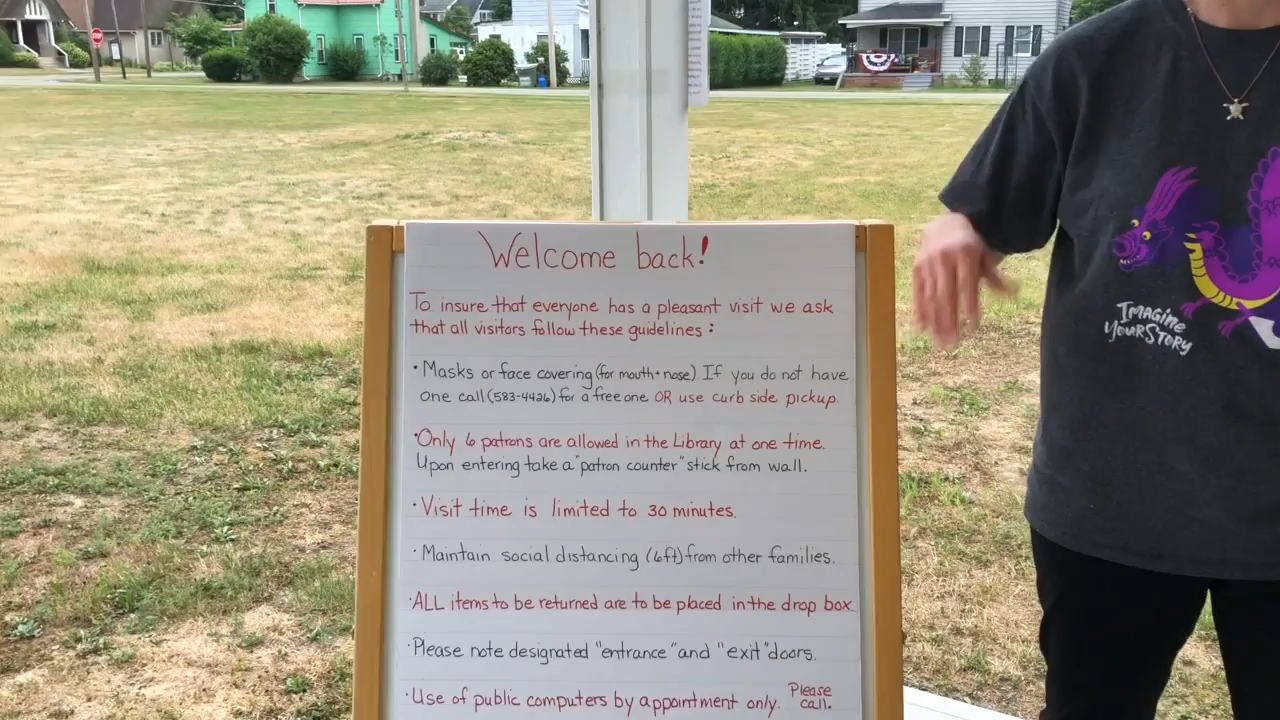 Welcome back!
To insure that everyone has a pleasant visit we ask
that all visitors follow these guidelines:
• Masks or face covering (for mouth + nose) If you do not have
one call (583-4426) for a free one OR use curb side pickup.
• Only 6 patrons are allowed in the Library at one time.
Upon entering take a "patron counter" stick from wall.
• Visit time is limited to 30 minutes.
• Maintain social distancing (6ft) from other families.
• ALL items to be returned are to be placed in the drop box.
• Please note designated "entrance" and "exit" doors.
• Use of public computers by appointment only. Please
call.
Imagine
YourStory